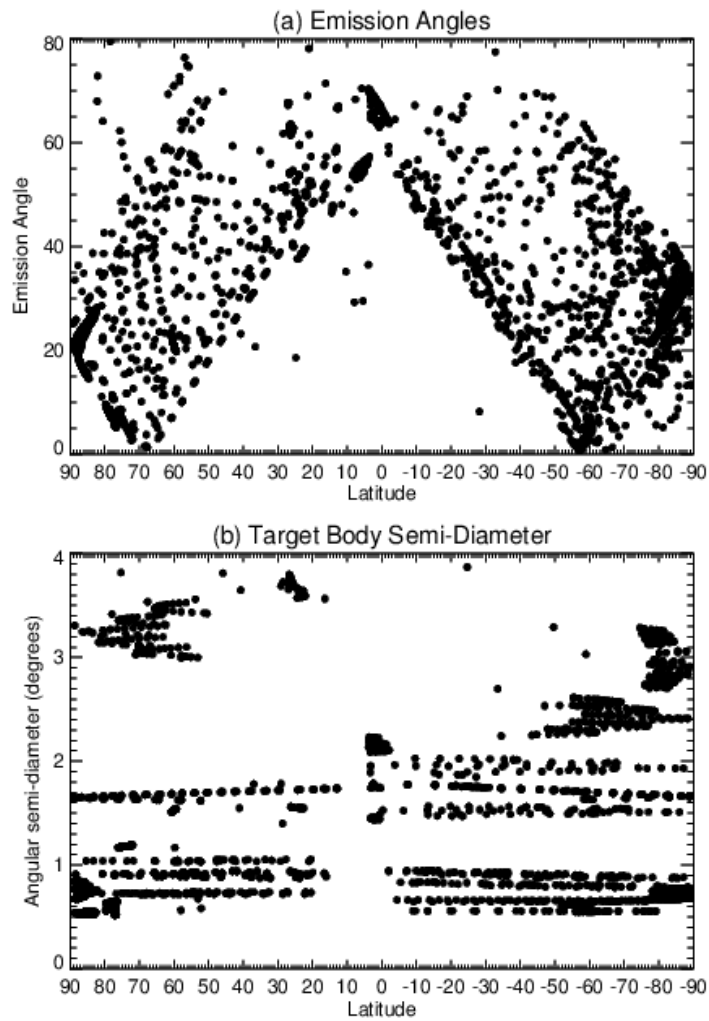 (a) Emission Angles
80
60
40
20
0
Emission Angle
90 80 70 60 50 40 30 20 10 0 -10 -20 -30 -40 -50 -60 -70 -80 -90
Latitude
(b) Target Body Semi-Diameter
4
3
2
1
0
Angular semi-diameter (degrees)
90 80 70 60 50 40 30 20 10 0 -10 -20 -30 -40 -50 -60 -70 -80 -90
Latitude